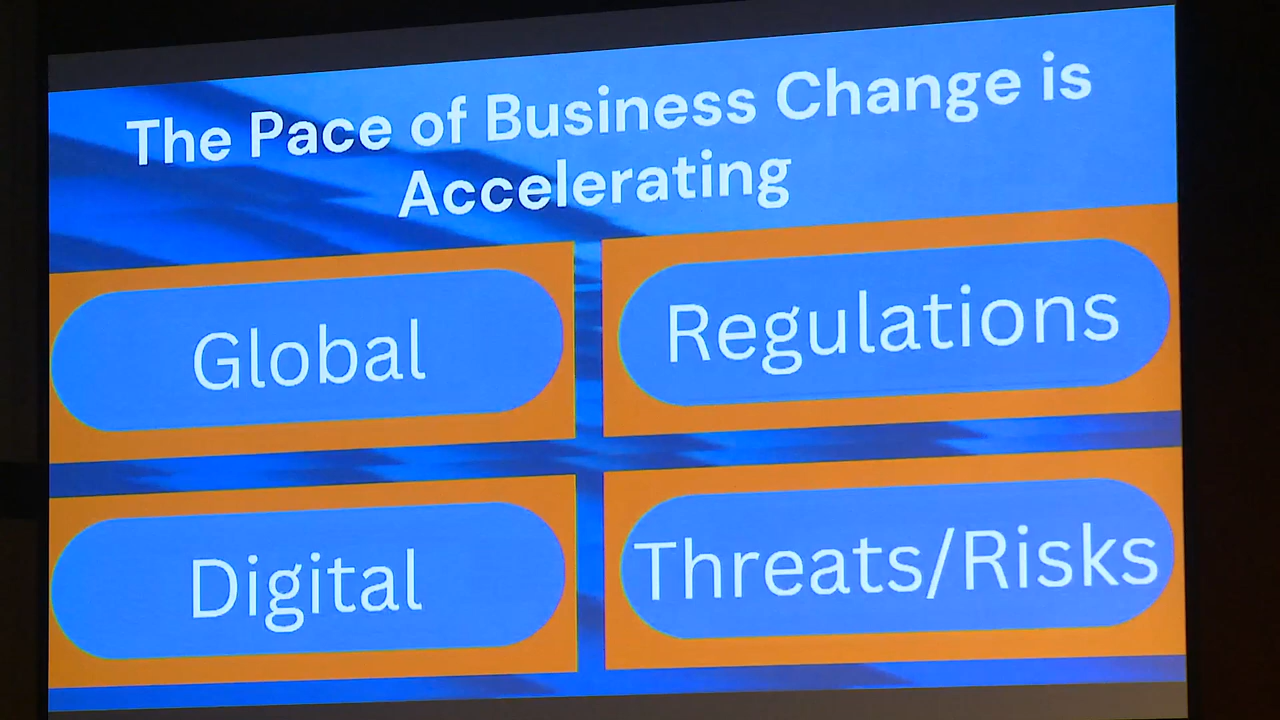 The Pace of Business Change is
Accelerating
Global
Regulations
Digital
Threats/Risks